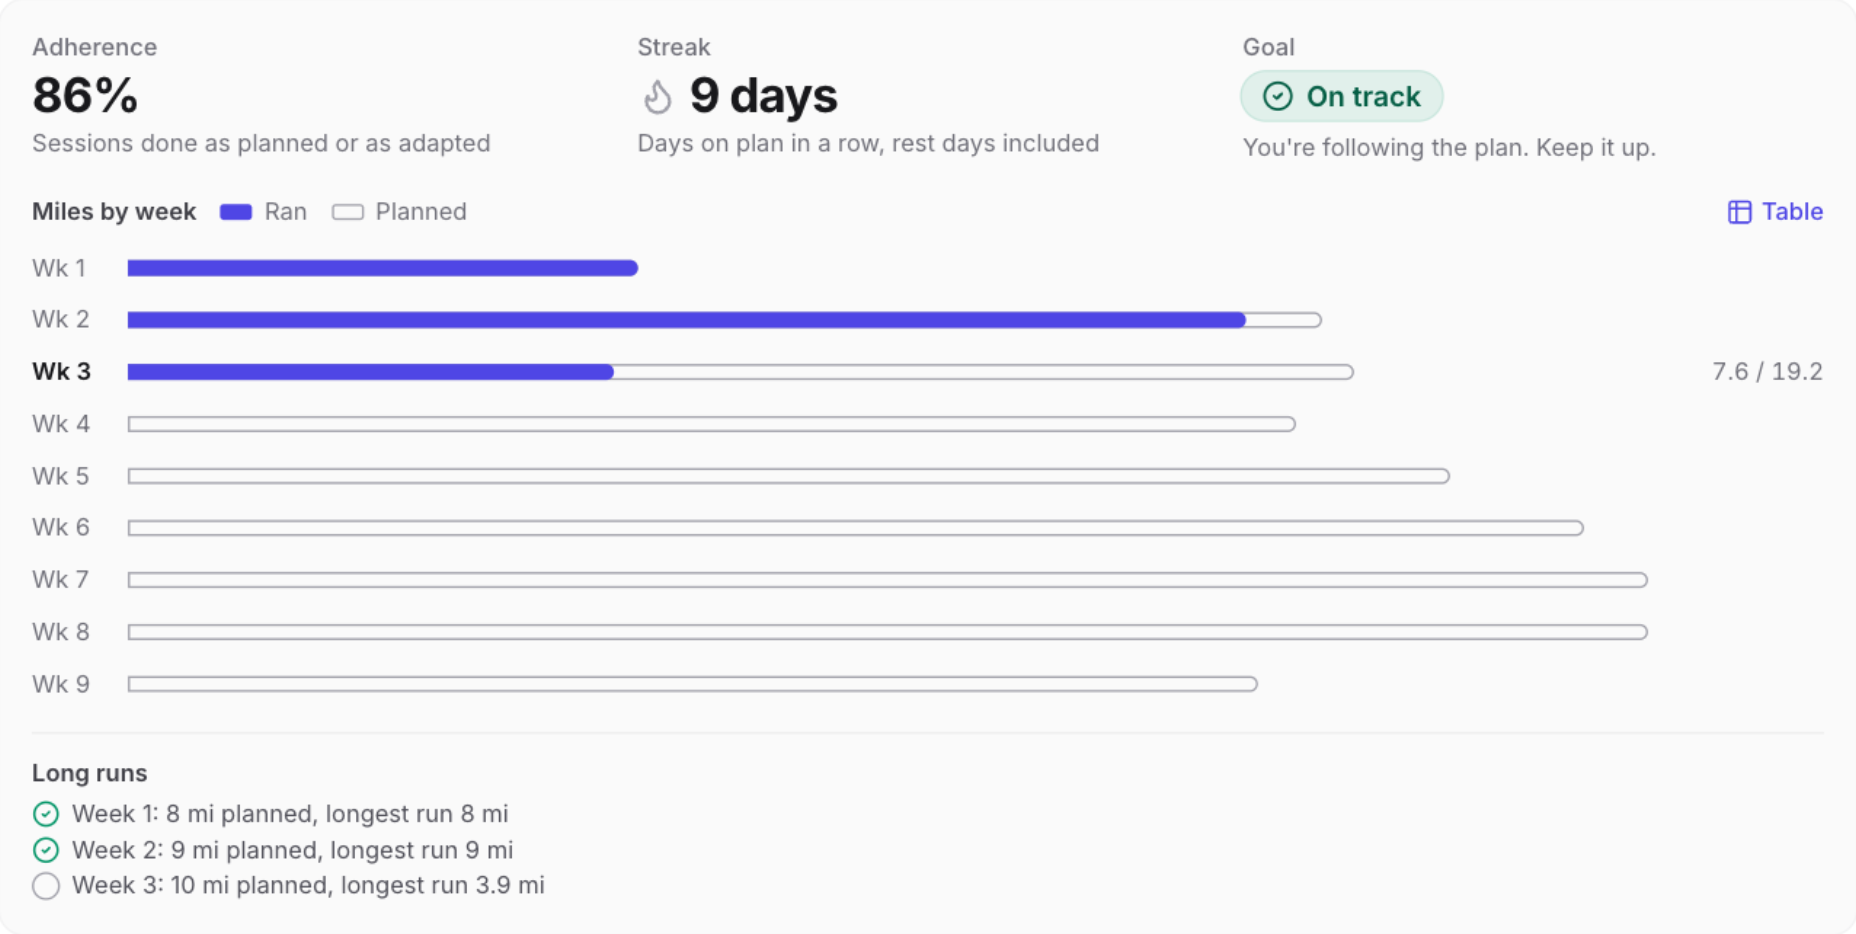 Adherence
86%
Sessions done as planned or as adapted
Streak
9 days
Days on plan in a row, rest days included
Goal
On track
You're following the plan. Keep it up.
Miles by week Ran Planned
Table
Wk 1
Wk 2
Wk 3 7.6 / 19.2
Wk 4
Wk 5
Wk 6
Wk 7
Wk 8
Wk 9
Long runs
Week 1: 8 mi planned, longest run 8 mi
Week 2: 9 mi planned, longest run 9 mi
Week 3: 10 mi planned, longest run 3.9 mi